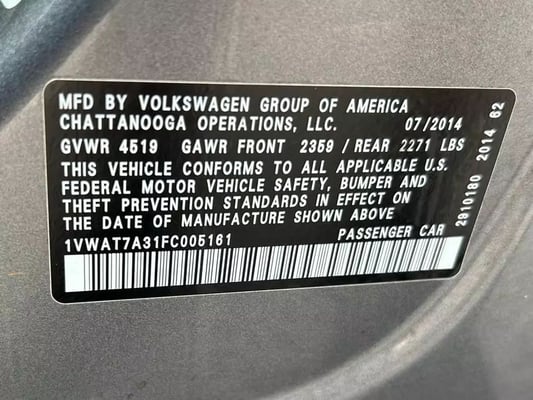 MFD BY VOLKSWAGEN GROUP OF AMERICA
CHATTANOOGA OPERATIONS, LLC. 07/2014
GVWR 4519 GAWR FRONT 2359 / REAR 2271 LBS
THIS VEHICLE CONFORMS TO ALL APPLICABLE U.S.
FEDERAL MOTOR VEHICLE SAFETY, BUMPER AND
THEFT PREVENTION STANDARDS IN EFFECT ON
THE DATE OF MANUFACTURE SHOWN ABOVE
1VWAT7A31FC005161 PASSENGER CAR
2910180 2014 62